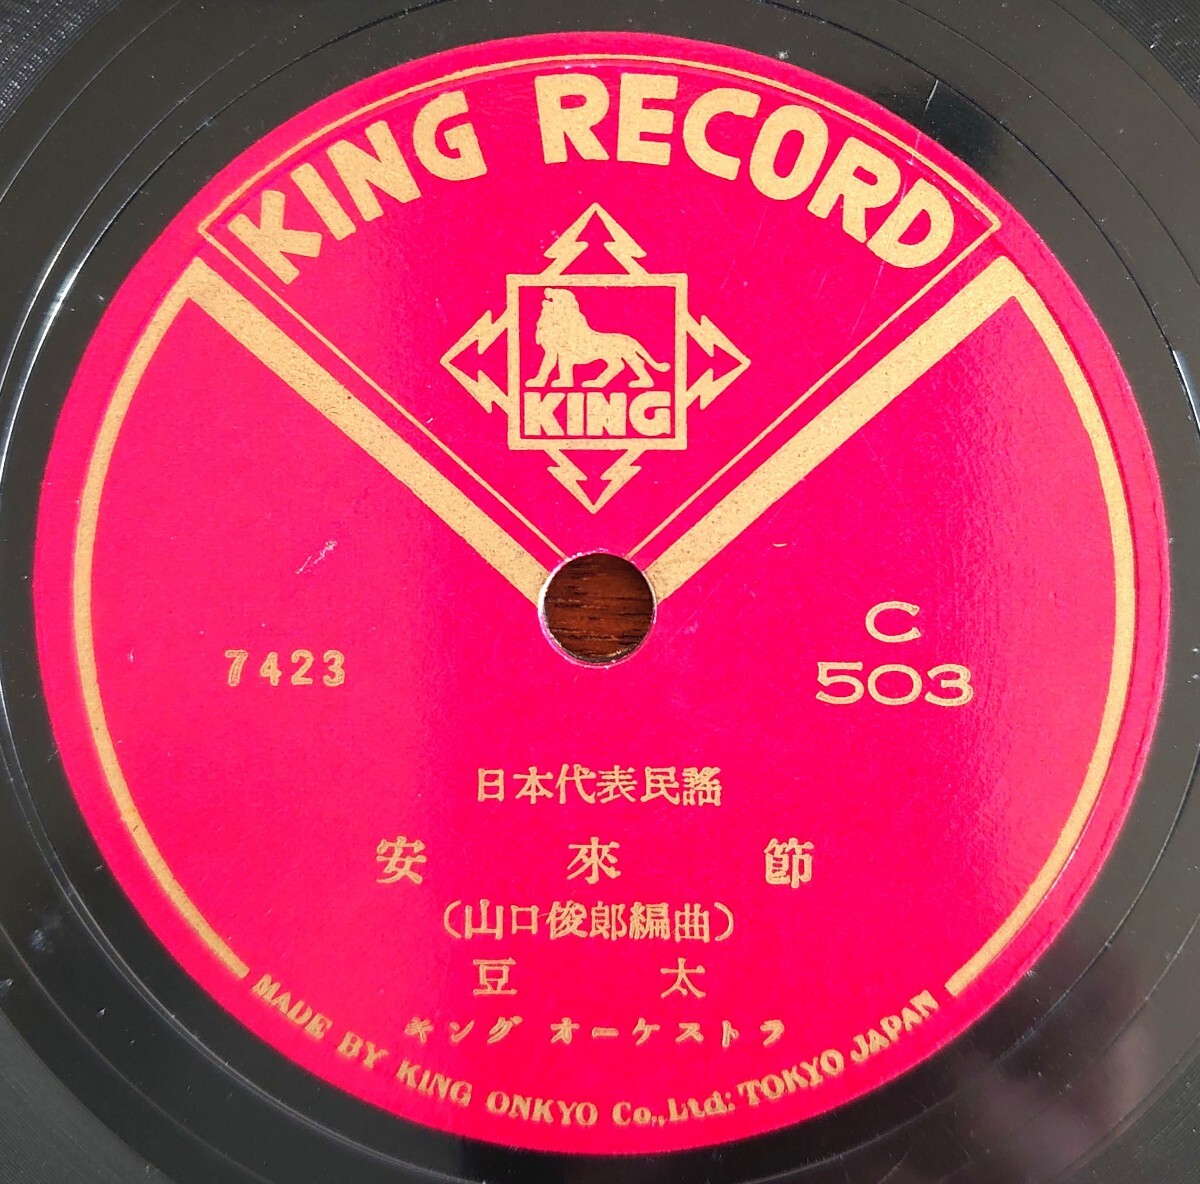 KING RECORD
KING
7423
C
503
日本代表民謠
安來節
(山口俊郎編曲)
豆太
キング オーケストラ
MADE BY KING ONKYO Co., Ltd: TOKYO JAPAN